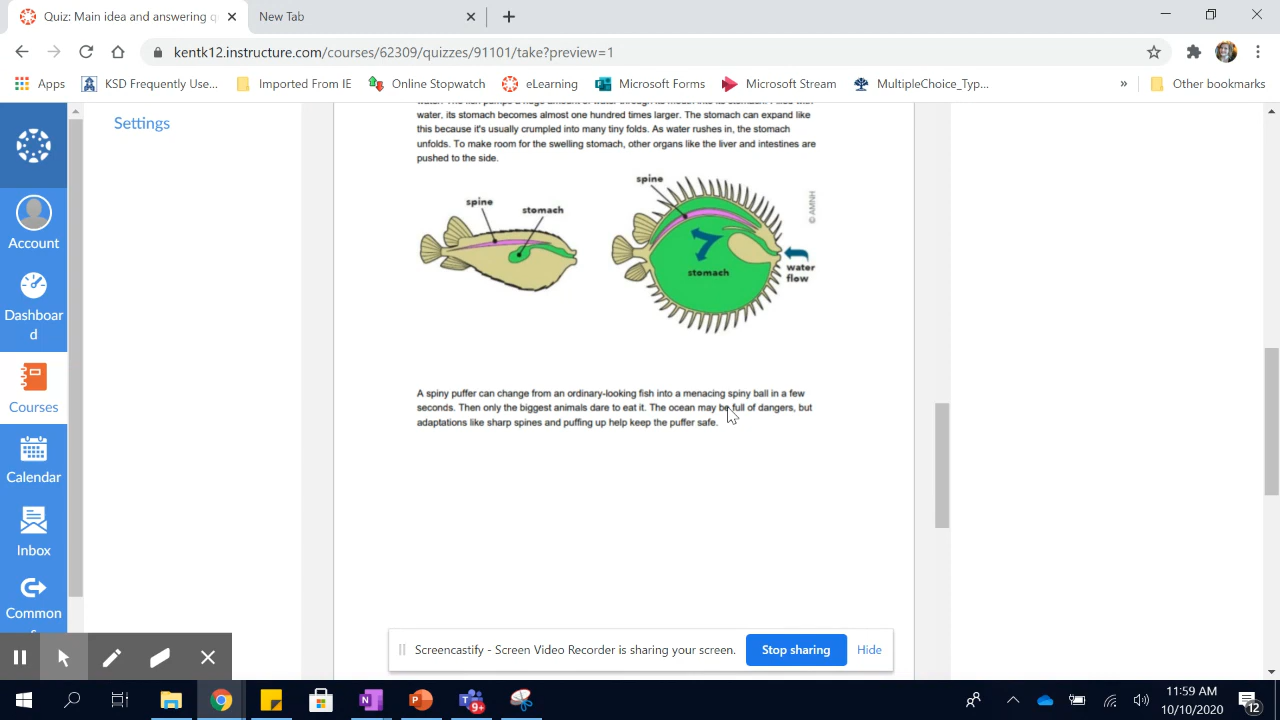 Quiz: Main idea and answering q
New Tab
kentk12.instructure.com/courses/62309/quizzes/91101/take?preview=1
Apps
KSD Frequently Use...
Imported From IE
Online Stopwatch
eLearning
Microsoft Forms
Microsoft Stream
MultipleChoice_Typ...
»
Other bookmarks
Settings
water, its stomach becomes almost one hundred times larger. The stomach can expand like
this because it's usually crumpled into many tiny folds. As water rushes in, the stomach
unfolds. To make room for the swelling stomach, other organs like the liver and intestines are
pushed to the side.
spine
stomach
spine
stomach
water
flow
© AMNH
A spiny puffer can change from an ordinary-looking fish into a menacing spiny ball in a few
seconds. Then only the biggest animals dare to eat it. The ocean may be full of dangers, but
adaptations like sharp spines and puffing up help keep the puffer safe.
Account
Dashboar
d
Courses
Calendar
Inbox
Common
Screencastify - Screen Video Recorder is sharing your screen.
Stop sharing
Hide
9+
11:59 AM
10/10/2020
12